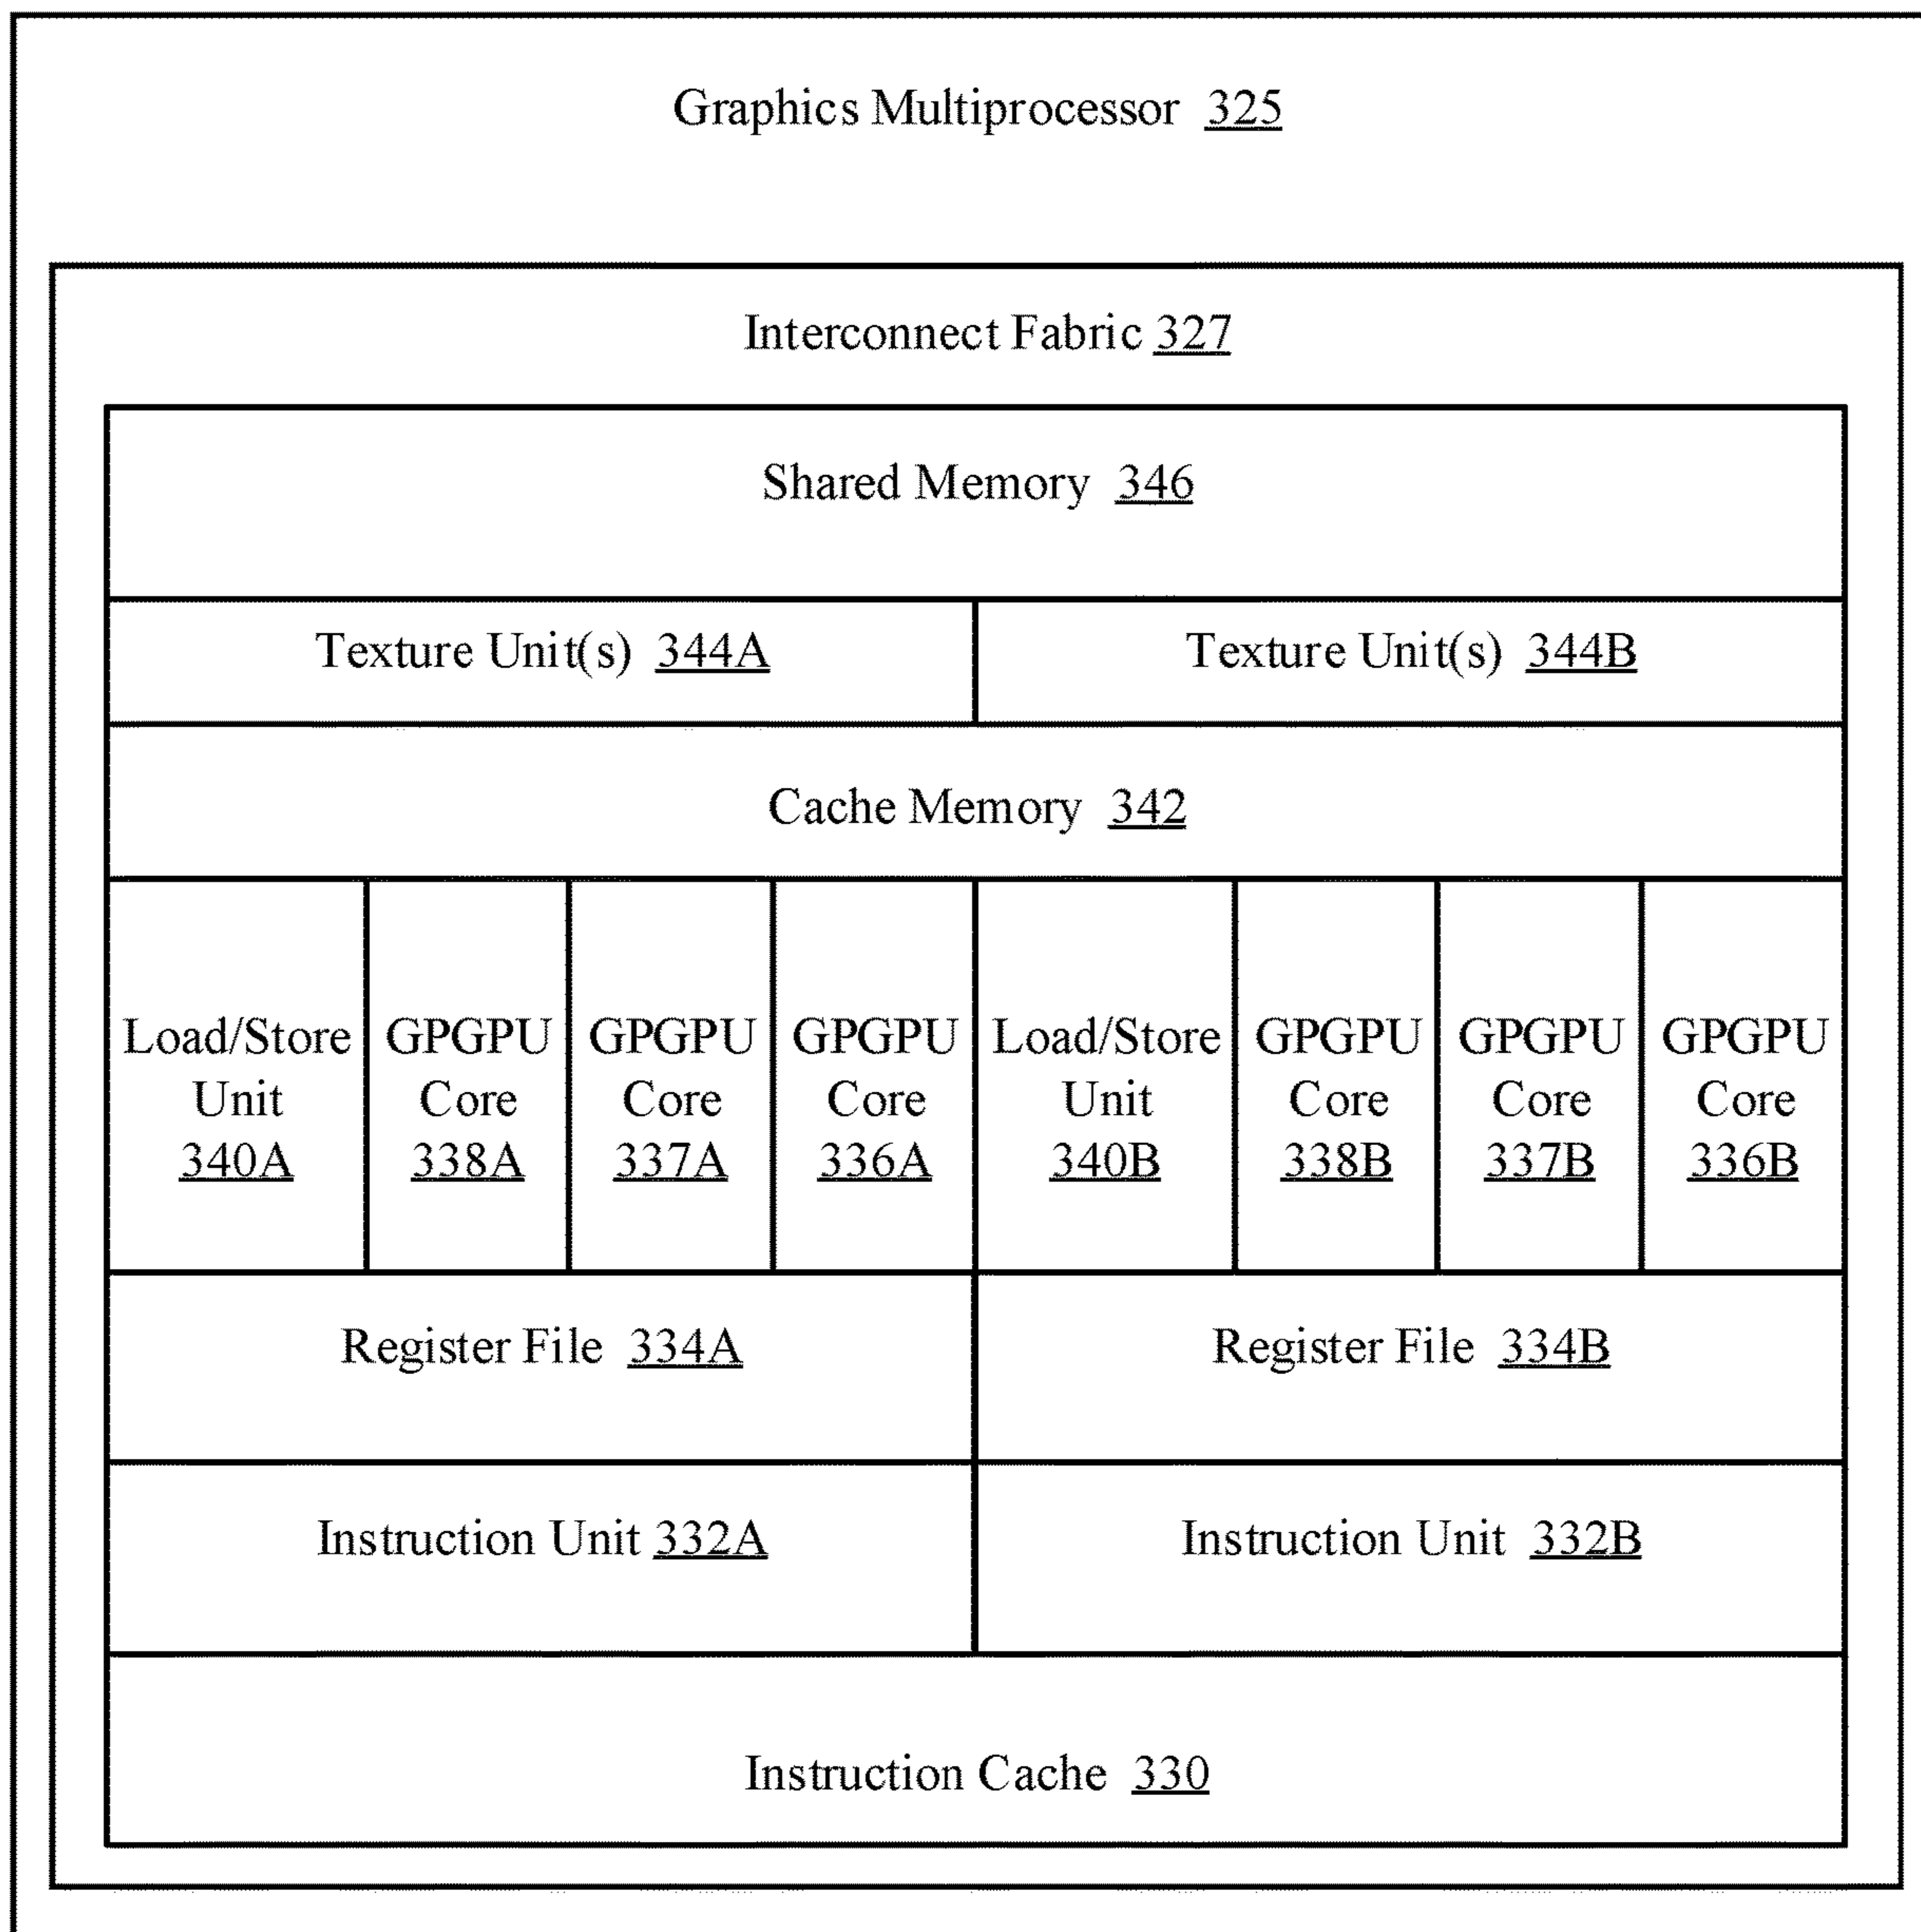 Graphics Multiprocessor 325
Interconnect Fabric 327
Shared Memory 346
Texture Unit(s) 344A
Texture Unit(s) 344B
Cache Memory 342
Load/Store
Unit
340A
GPGPU
Core
338A
GPGPU
Core
337A
GPGPU
Core
336A
Load/Store
Unit
340B
GPGPU
Core
338B
GPGPU
Core
337B
GPGPU
Core
336B
Register File 334A
Register File 334B
Instruction Unit 332A
Instruction Unit 332B
Instruction Cache 330